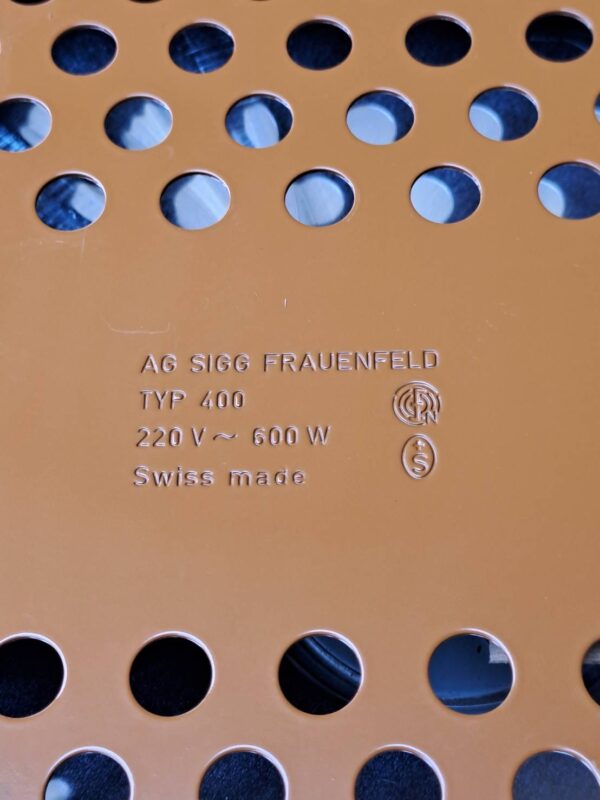 AG SIGG FRAUENFELD
TYP 400
220 V ~ 600 W
Swiss made
S